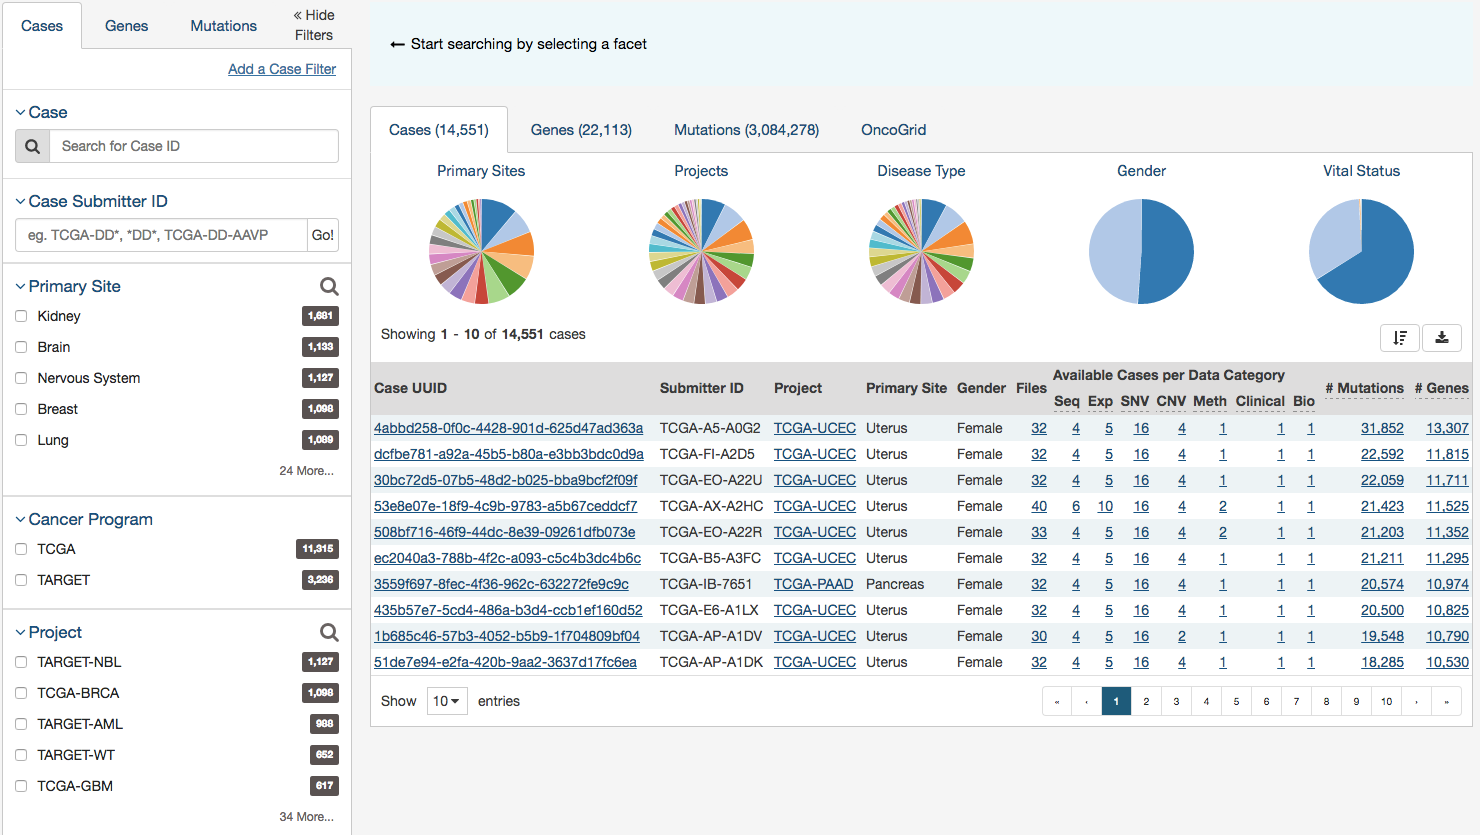 Cases Genes Mutations « Hide Filters
Add a Case Filter
Case
Search for Case ID
Case Submitter ID
eg. TCGA-DD*, *DD*, TCGA-DD-AAVP Go!
Primary Site
Kidney 1,691
Brain 1,133
Nervous System 1,127
Breast 1,098
Lung 1,089
24 More...
Cancer Program
TCGA 11,315
TARGET 3,236
Project
TARGET-NBL 1,127
TCGA-BRCA 1,098
TARGET-AML 988
TARGET-WT 652
TCGA-GBM 617
34 More...
← Start searching by selecting a facet
Cases (14,551) Genes (22,113) Mutations (3,084,278) OncoGrid
Primary Sites Projects Disease Type Gender Vital Status
Showing 1 - 10 of 14,551 cases
Available Cases per Data Category
Case UUID Submitter ID Project Primary Site Gender Files Seq Exp SNV CNV Meth Clinical Bio # Mutations # Genes
4abbd258-0f0c-4428-901d-625d47ad363a TCGA-A5-A0G2 TCGA-UCEC Uterus Female 32 4 5 16 4 1 1 1 31,852 13,307
dcfbe781-a92a-45b5-b80a-e3bb3bdc0d9a TCGA-FI-A2D5 TCGA-UCEC Uterus Female 32 4 5 16 4 1 1 1 22,592 11,815
30bc72d5-07b5-48d2-b025-bba9bcf2f09f TCGA-EO-A22U TCGA-UCEC Uterus Female 32 4 5 16 4 1 1 1 22,059 11,711
53e8e07e-18f9-4c9b-9783-a5b67ceddcf7 TCGA-AX-A2HC TCGA-UCEC Uterus Female 40 6 10 16 4 2 1 1 21,423 11,525
508bf716-46f9-44dc-8e39-09261dfb073e TCGA-EO-A22R TCGA-UCEC Uterus Female 33 4 5 16 4 2 1 1 21,203 11,352
ec2040a3-788b-4f2c-a093-c5c4b3dc4b6c TCGA-B5-A3FC TCGA-UCEC Uterus Female 32 4 5 16 4 1 1 1 21,211 11,295
3559f697-8fec-4f36-962c-632272fe9c9c TCGA-IB-7651 TCGA-PAAD Pancreas Female 32 4 5 16 4 1 1 1 20,574 10,974
435b57e7-5cd4-486a-b3d4-ccb1ef160d52 TCGA-E6-A1LX TCGA-UCEC Uterus Female 32 4 5 16 4 1 1 1 20,500 10,825
1b685c46-57b3-4052-b5b9-1f704809bf04 TCGA-AP-A1DV TCGA-UCEC Uterus Female 30 4 5 16 2 1 1 1 19,548 10,790
51de7e94-e2fa-420b-9aa2-3637d17fc6ea TCGA-AP-A1DK TCGA-UCEC Uterus Female 32 4 5 16 4 1 1 1 18,285 10,530
Show 10 entries
« ‹ 1 2 3 4 5 6 7 8 9 10 › »